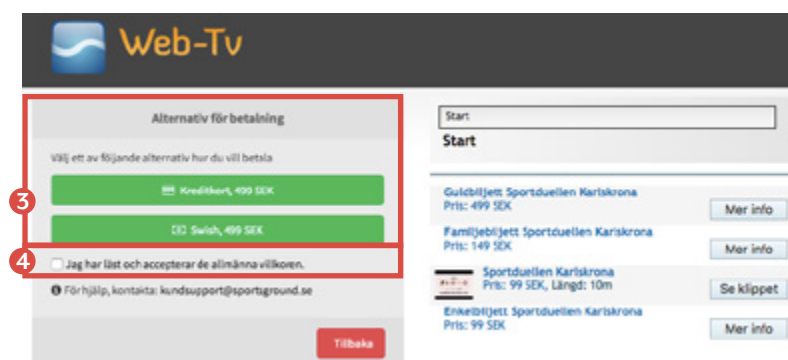 Web-Tv
Alternativ för betalning
Välj ett av följande alternativ hur du vill betala
3
Kreditkort, 499 SEK
Swish, 499 SEK
4
Jag har läst och accepterar de allmänna villkoren.
För hjälp, kontakta: kundsupport@sportsground.se
Tillbaka
Start
Start
Guldbiljett Sportduellen Karlskrona
Pris: 499 SEK
Mer info
Familjebiljett Sportduellen Karlskrona
Pris: 149 SEK
Mer info
Sportduellen Karlskrona
Pris: 99 SEK, Längd: 10m
Se klippet
Enkelbiljett Sportduellen Karlskrona
Pris: 99 SEK
Mer info